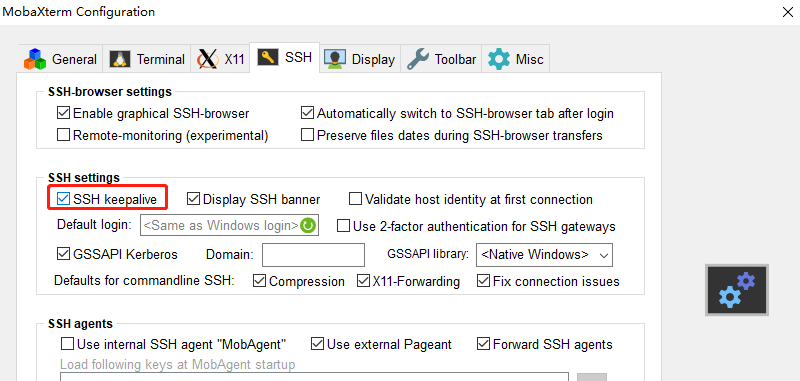 MobaXterm Configuration
General Terminal X11 SSH Display Toolbar Misc
SSH-browser settings
Enable graphical SSH-browser Automatically switch to SSH-browser tab after login
Remote-monitoring (experimental) Preserve files dates during SSH-browser transfers
SSH settings
SSH keepalive Display SSH banner Validate host identity at first connection
Default login: <Same as Windows login> Use 2-factor authentication for SSH gateways
GSSAPI Kerberos Domain: GSSAPI library: <Native Windows>
Defaults for commandline SSH: Compression X11-Forwarding Fix connection issues
SSH agents
Use internal SSH agent "MobAgent" Use external Pageant Forward SSH agents
Load following keys at MobAgent startup